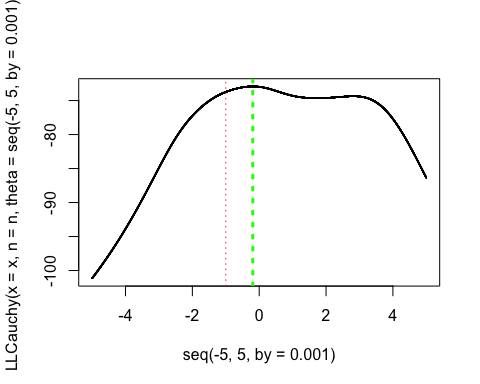 LLCauchy(x = x, n = n, theta = seq(-5, 5, by = 0.001)
-80
-90
-100
-4 -2 0 2 4
seq(-5, 5, by = 0.001)